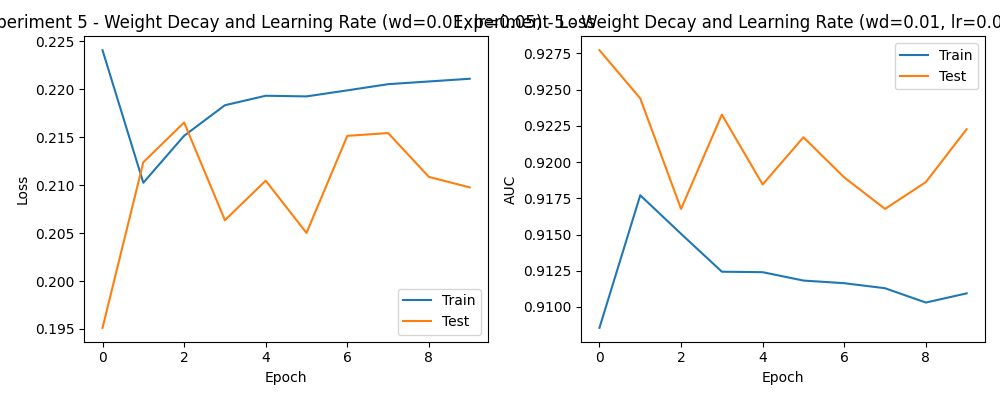 periment 5 - Weight Decay and Learning Rate (wd=0.01, lr=0.05) - Loss
Experiment 5 - Weight Decay and Learning Rate (wd=0.01, lr=0.0
0.225
0.220
0.215
0.210
0.205
0.200
0.195
Loss
0 2 4 6 8
Epoch
Train
Test
0.9275
0.9250
0.9225
0.9200
0.9175
0.9150
0.9125
0.9100
AUC
0 2 4 6 8
Epoch
Train
Test